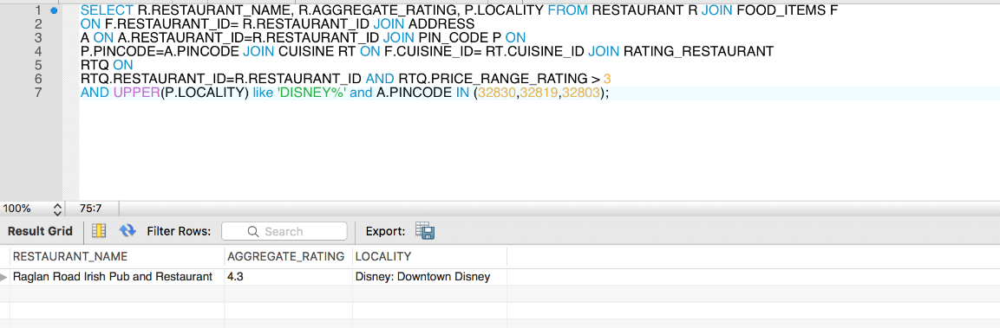 1 SELECT R.RESTAURANT_NAME, R.AGGREGATE_RATING, P.LOCALITY FROM RESTAURANT R JOIN FOOD_ITEMS F
2 ON F.RESTAURANT_ID= R.RESTAURANT_ID JOIN ADDRESS
3 A ON A.RESTAURANT_ID=R.RESTAURANT_ID JOIN PIN_CODE P ON
4 P.PINCODE=A.PINCODE JOIN CUISINE RT ON F.CUISINE_ID= RT.CUISINE_ID JOIN RATING_RESTAURANT
5 RTQ ON
6 RTQ.RESTAURANT_ID=R.RESTAURANT_ID AND RTQ.PRICE_RANGE_RATING > 3
7 AND UPPER(P.LOCALITY) like 'DISNEY%' and A.PINCODE IN (32830,32819,32803);
100% 75:7
Result Grid Filter Rows: Search Export:
RESTAURANT_NAME AGGREGATE_RATING LOCALITY
Raglan Road Irish Pub and Restaurant 4.3 Disney: Downtown Disney